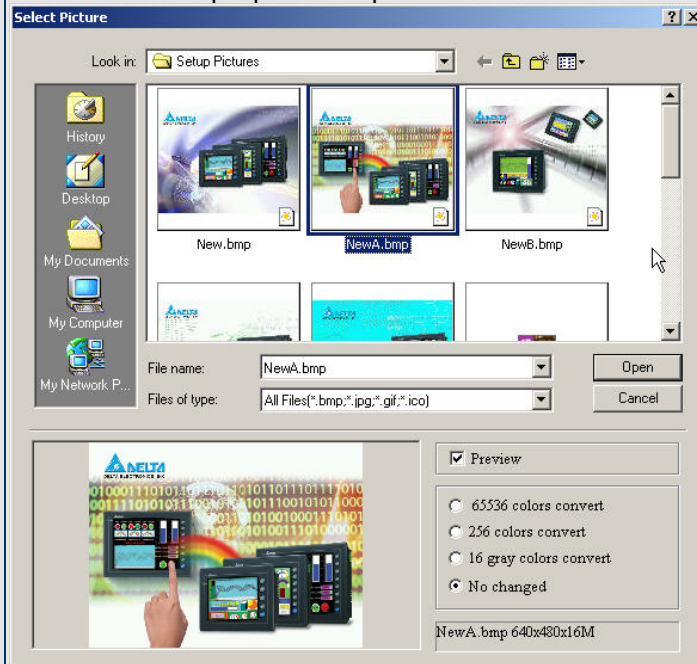 Select Picture
Look in:
Setup Pictures
History
Desktop
My Documents
My Computer
My Network P...
New.bmp
NewA.bmp
NewB.bmp
File name:
NewA.bmp
Open
Files of type:
All Files(*.bmp;*.jpg;*.gif;*.ico)
Cancel
DELTA
DELTA ELECTRONICS, INC.
Preview
65536 colors convert
256 colors convert
16 gray colors convert
No changed
NewA.bmp 640x480x16M